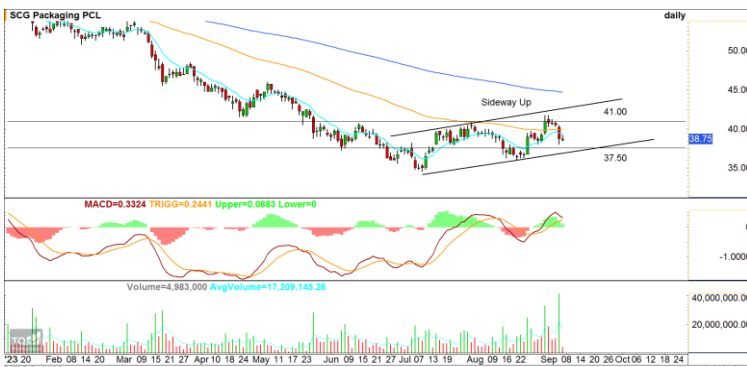 SCG Packaging PCL daily
Sideway Up
45.00
41.00
40.00
38.75
37.50
35.00
MACD=0.3324 TRIGG=0.2441 Upper=0.0883 Lower=0
0
-1.0000
Volume=4,983,000 AvgVolume=17,209,145.26
40,000,000.00
20,000,000.00
'23 20 Feb 08 14 20 Mar 09 15 21 Apr 10 18 24 May 11 17 23 Jun 09 15 21 27 Jul 07 13 19 25 Aug 09 16 22 Sep 08 14 20 26 Oct 06 12 18 24